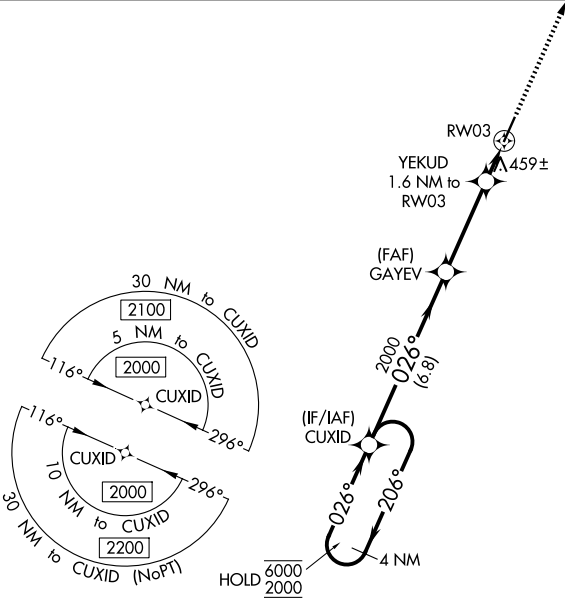 RW03
459±
YEKUD
1.6 NM to
RW03
(FAF)
GAYEV
2000
026°
(6.8)
(IF/IAF)
CUXID
026°
206°
4 NM
HOLD 6000
2000
30 NM to CUXID
2100
5 NM to CUXID
2000
116°
CUXID
296°
116°
CUXID
296°
2000
10 NM to CUXID
2200
30 NM to CUXID (NoPT)